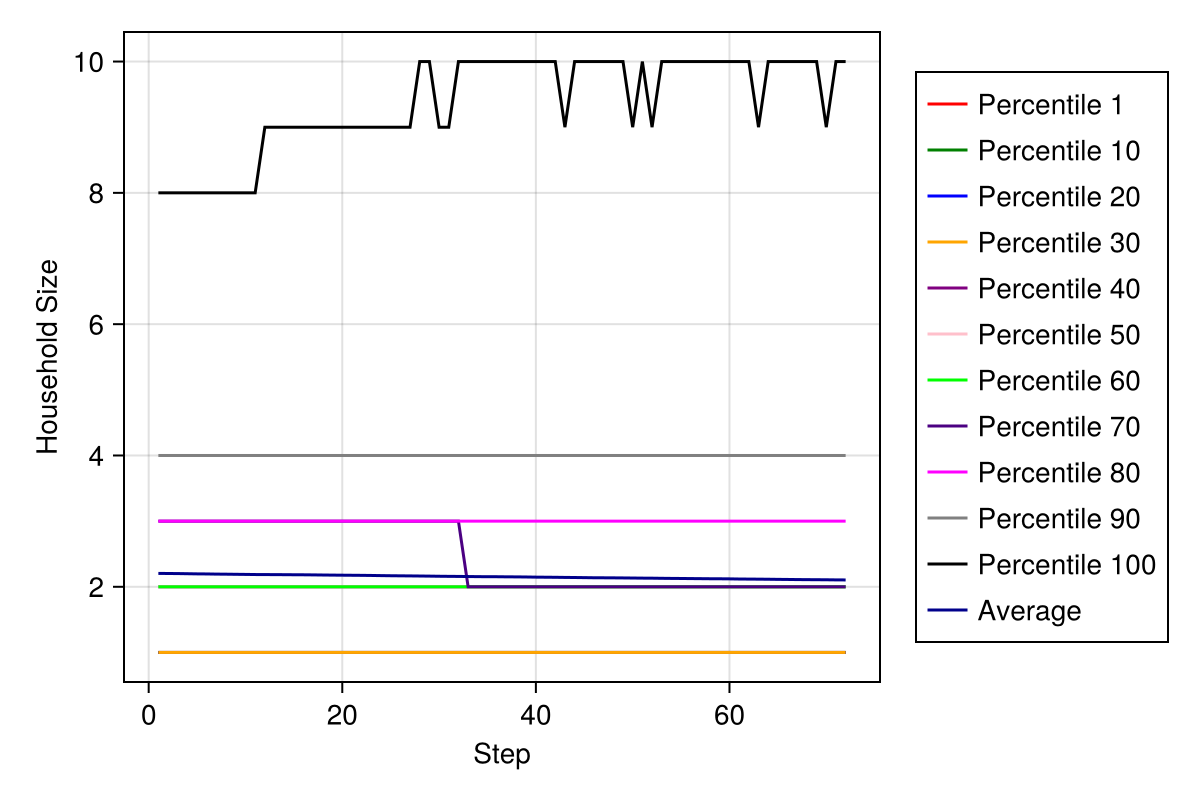 10
8
6
4
2
Household Size
0 20 40 60
Step
Percentile 1
Percentile 10
Percentile 20
Percentile 30
Percentile 40
Percentile 50
Percentile 60
Percentile 70
Percentile 80
Percentile 90
Percentile 100
Average